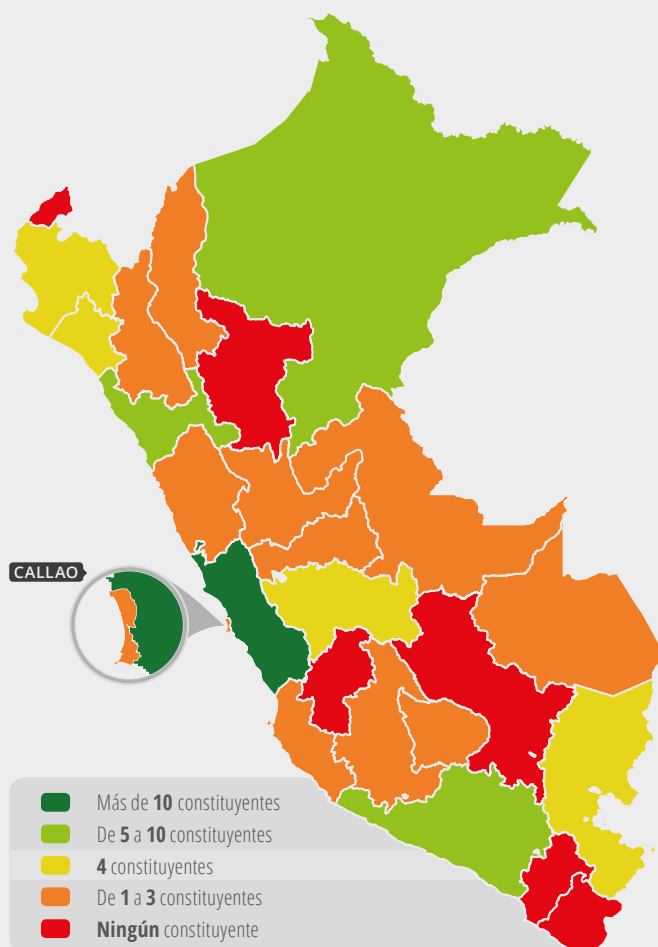 CALLAO
Más de 10 constituyentes
De 5 a 10 constituyentes
4 constituyentes
De 1 a 3 constituyentes
Ningún constituyente